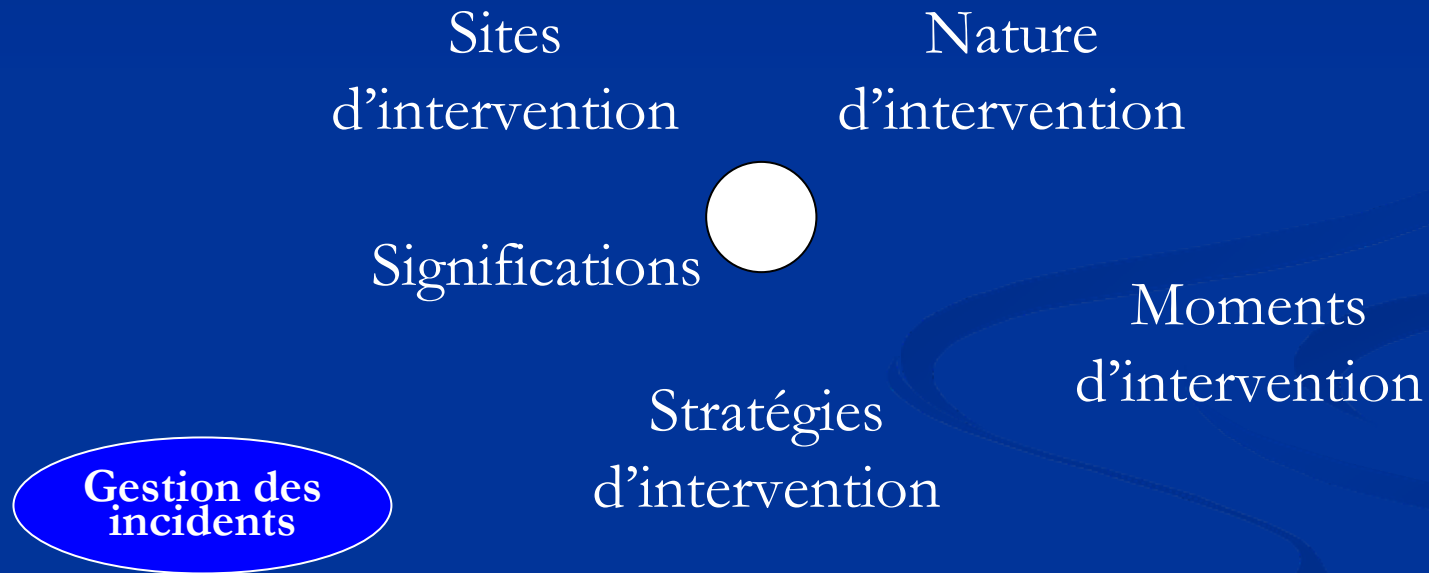 Sites
d’intervention
Nature
d’intervention
Significations
Moments
d’intervention
Stratégies
d’intervention
Gestion des
incidents